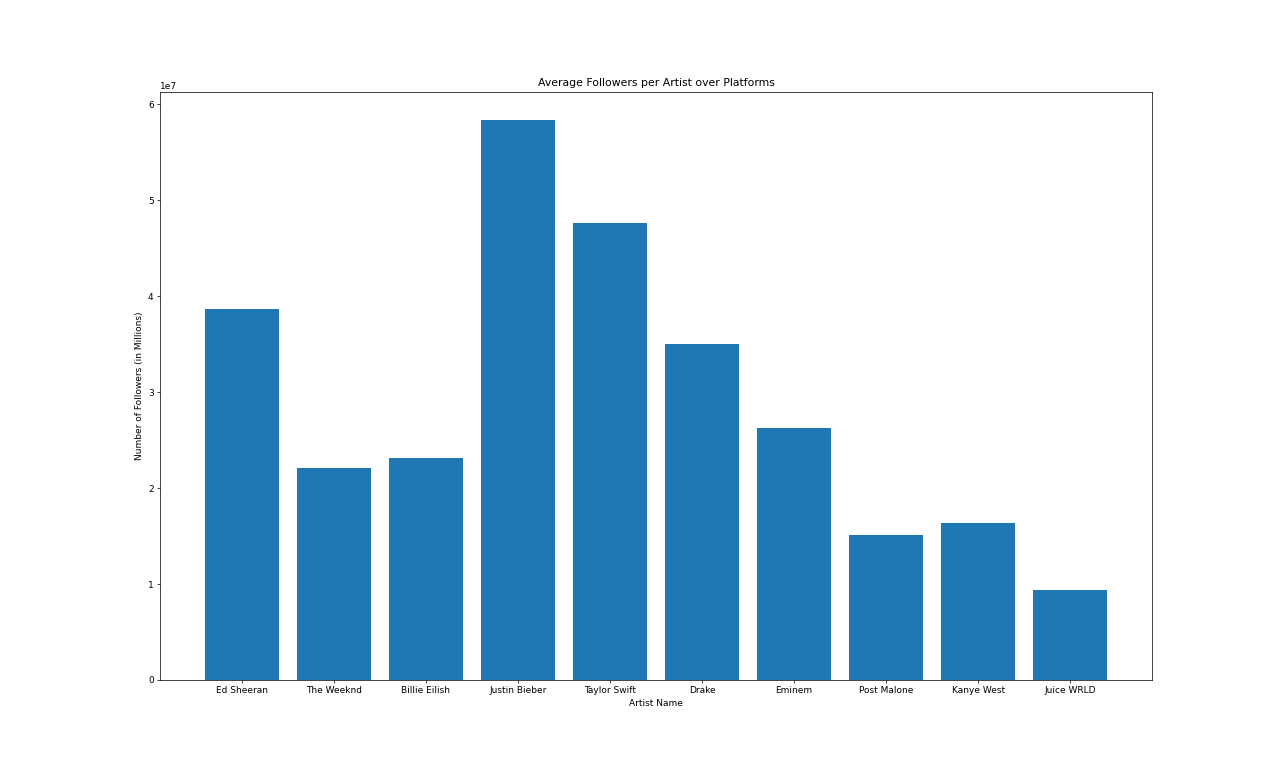 Average Followers per Artist over Platforms
1e7
6
5
4
3
2
1
0
Number of Followers (in Millions)
Ed Sheeran The Weeknd Billie Eilish Justin Bieber Taylor Swift Drake Eminem Post Malone Kanye West Juice WRLD
Artist Name